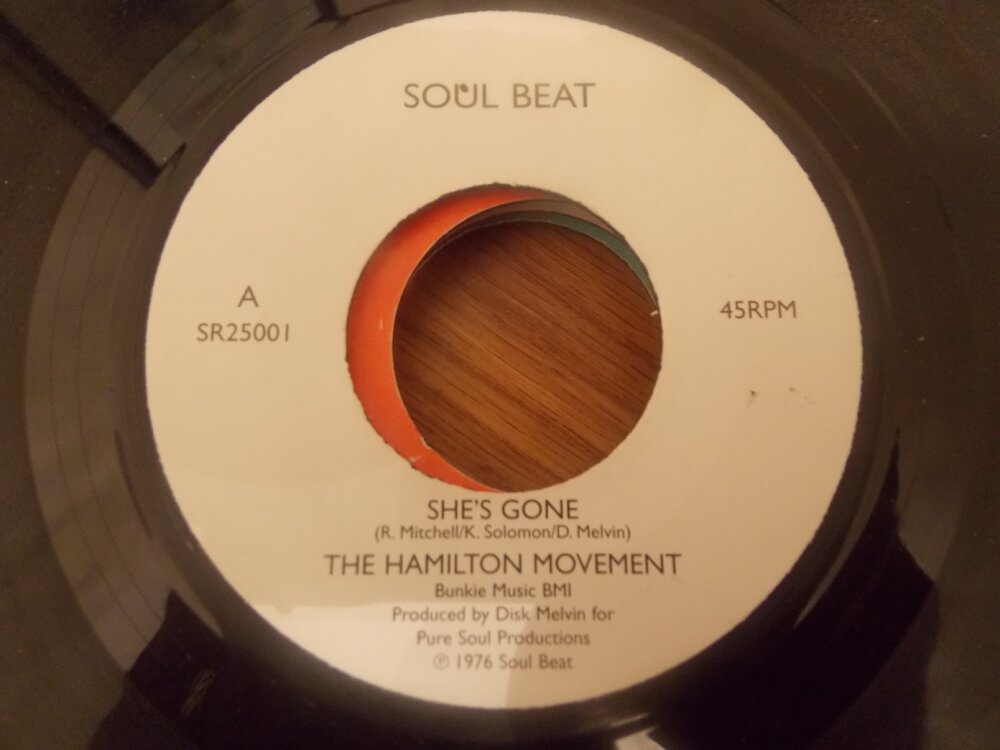 SOUL BEAT
A
SR25001
45RPM
SHE'S GONE
(R. Mitchell/K. Solomon/D. Melvin)
THE HAMILTON MOVEMENT
Bunkie Music BMI
Produced by Disk Melvin for
Pure Soul Productions
℗ 1976 Soul Beat